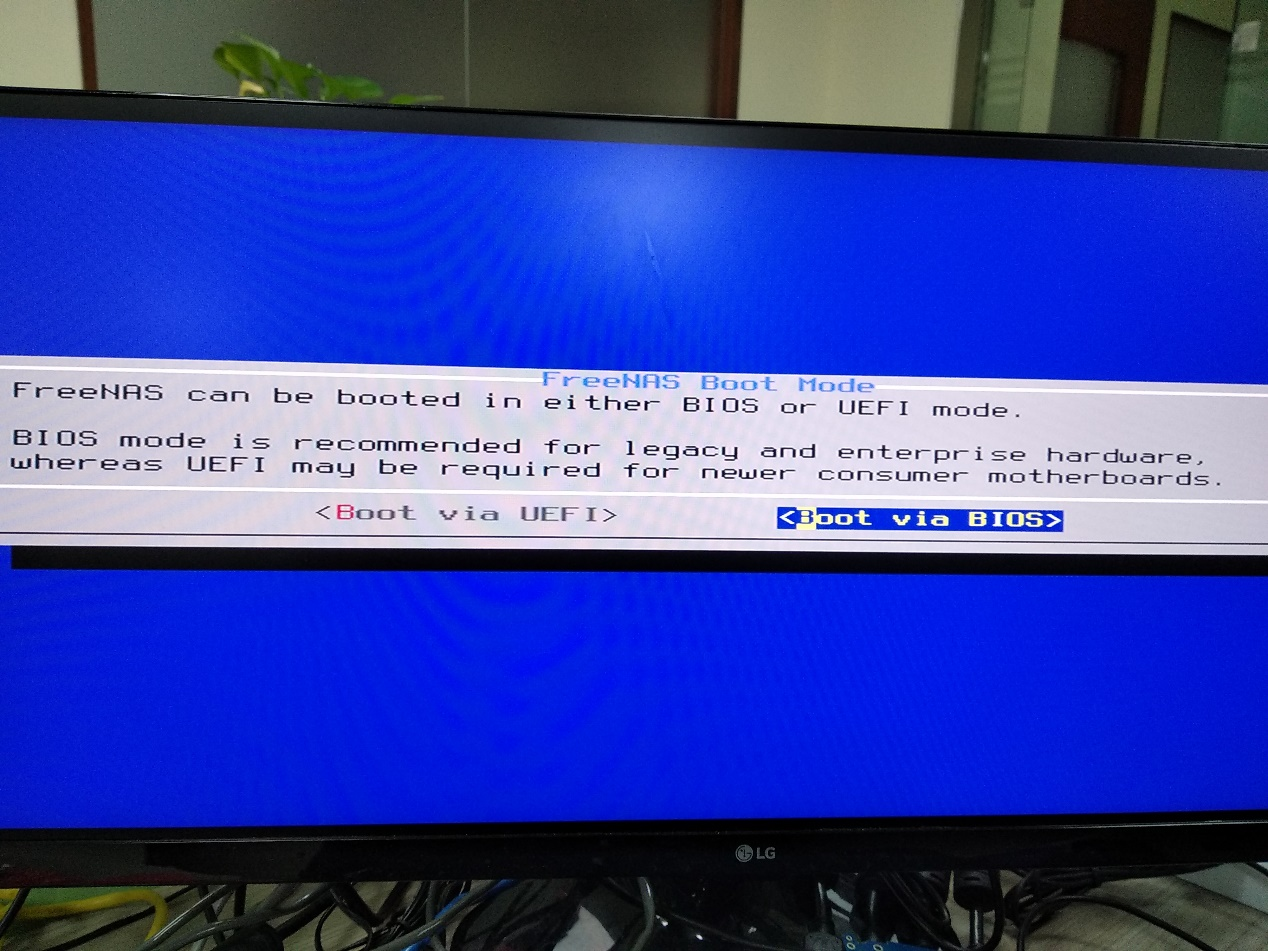 FreeNAS Boot Mode
FreeNAS can be booted in either BIOS or UEFI mode.
BIOS mode is recommended for legacy and enterprise hardware,
whereas UEFI may be required for newer consumer motherboards.
<Boot via UEFI> <Boot via BIOS>
LG